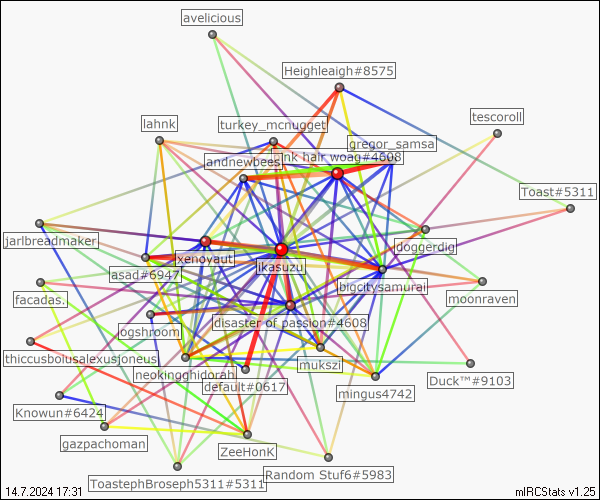 avelicious
Heighleaigh#8575
tescoroll
lahnk
turkey_mcnugget
gregor_samsa
andnewbees
pink hair woag#4608
Toast#5311
jarlbreadmaker
xenoyaut
doggerdig
ikasuzu
asad#6947
bigcitysamurai
facadas.
moonraven
ogshroom
disaster of passion#4608
thiccusbousalexusjoneus
neokingghidorah
mukszi
default#0617
Duck™#9103
mingus4742
Knowun#6424
gazpachoman
ZeeHonK
Random Stuf6#5983
ToastephBroseph5311#5311
14.7.2024 17:31
mIRCStats v1.25